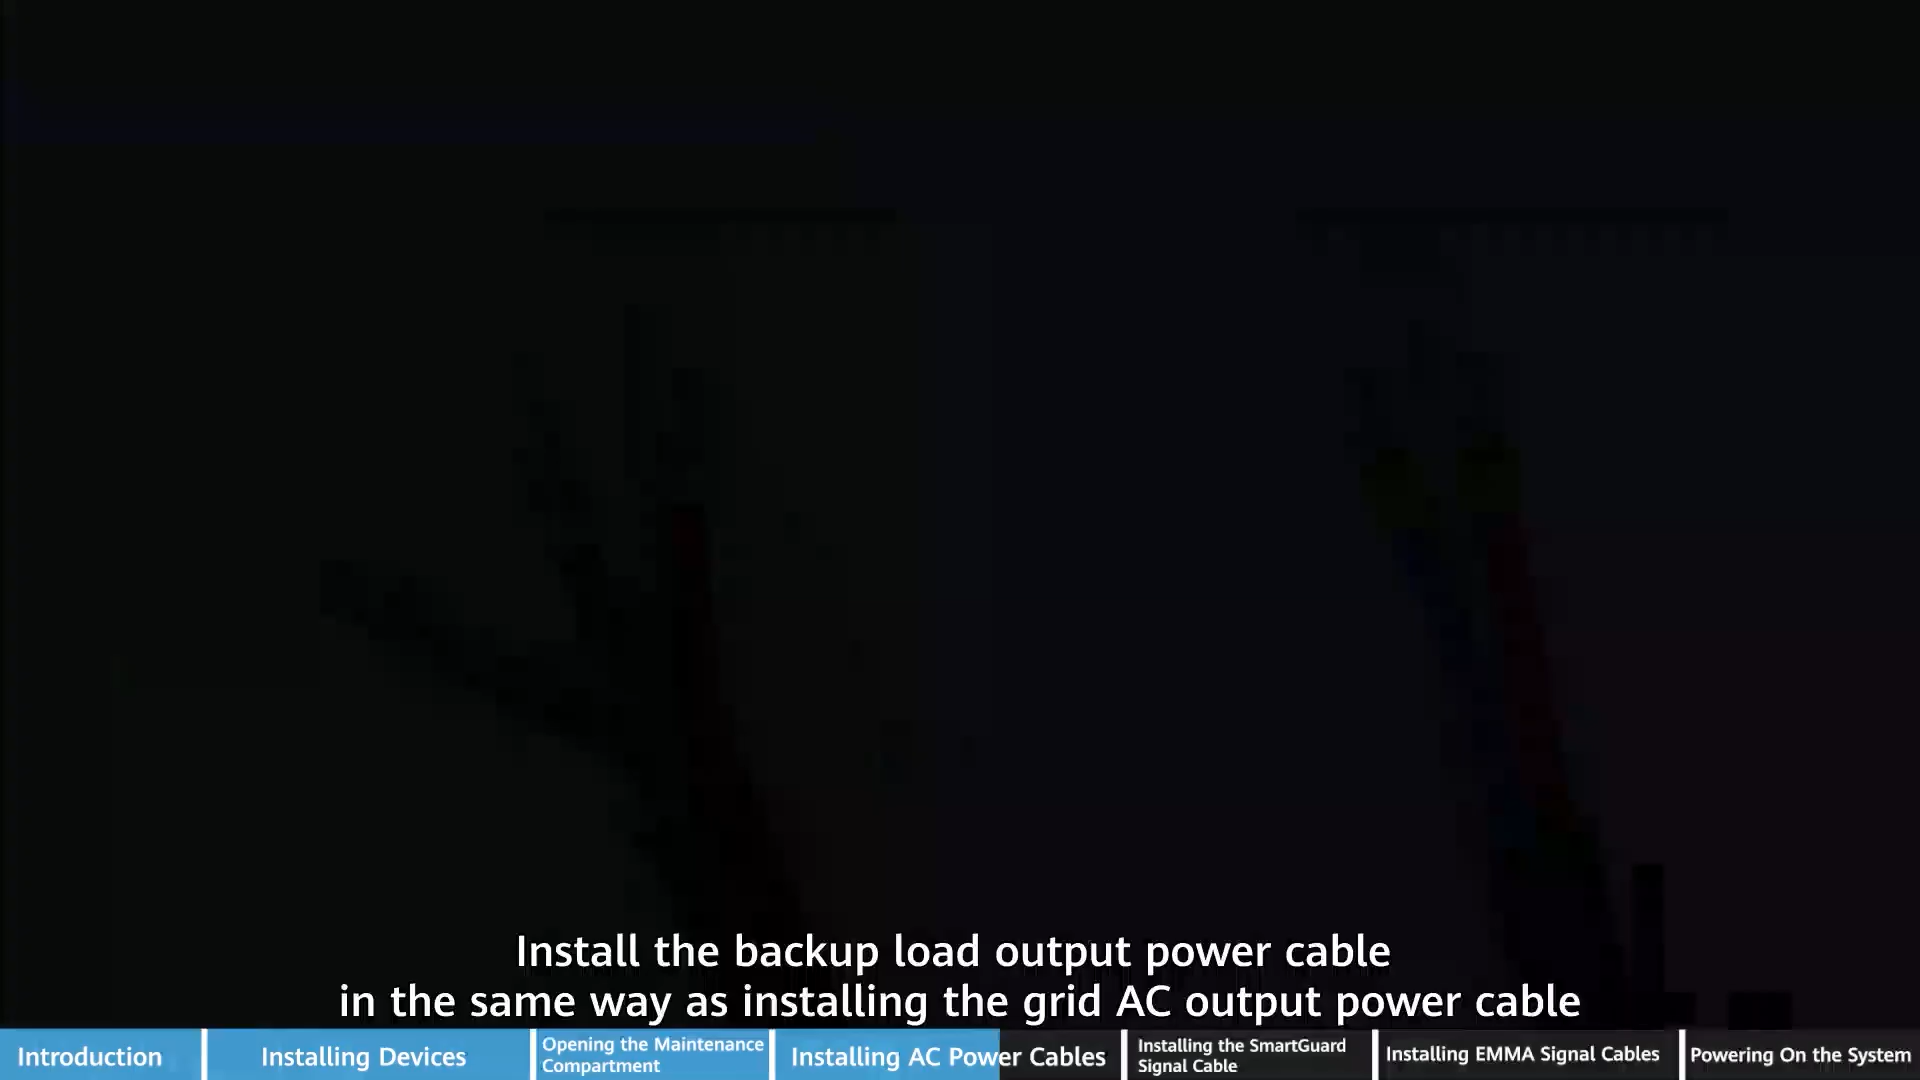 Install the backup load output power cable
in the same way as installing the grid AC output power cable
Introduction
Installing Devices
Opening the Maintenance
Compartment
Installing AC Power Cables
Installing the SmartGuard
Signal Cable
Installing EMMA Signal Cables
Powering On the System